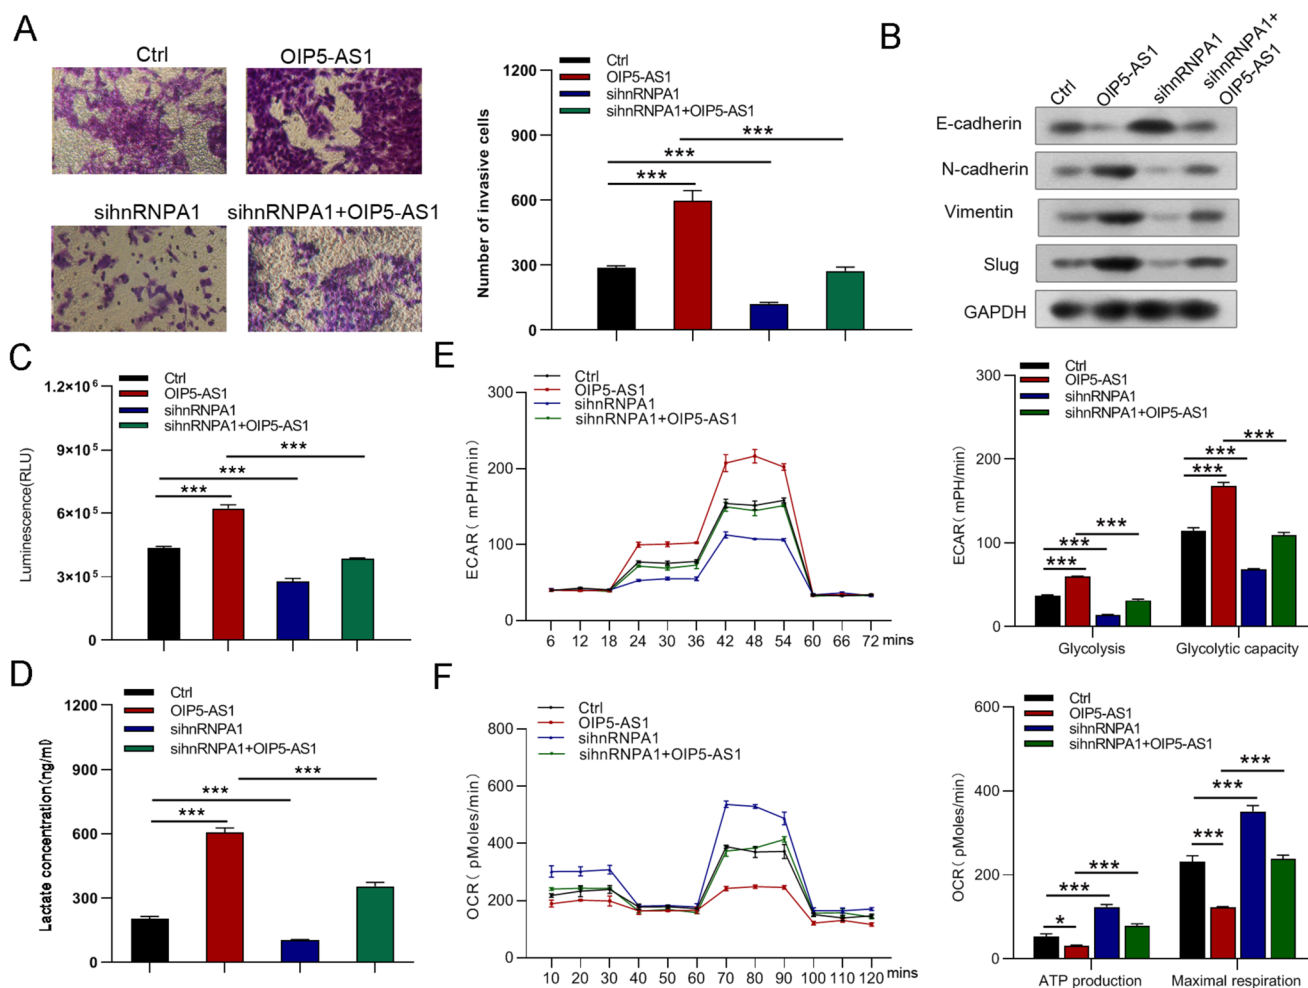 A
Ctrl
OIP5-AS1
sihnRNPA1
sihnRNPA1+OIP5-AS1
Number of invasive cells
1200
900
600
300
0
Ctrl
OIP5-AS1
sihnRNPA1
sihnRNPA1+OIP5-AS1
***
***
***
B
Ctrl
OIP5-AS1
sihnRNPA1
sihnRNPA1+
OIP5-AS1
E-cadherin
N-cadherin
Vimentin
Slug
GAPDH
C
Luminescence(RLU)
1.2×10⁶
9×10⁵
6×10⁵
3×10⁵
0
Ctrl
OIP5-AS1
sihnRNPA1
sihnRNPA1+OIP5-AS1
***
***
***
E
ECAR( mPH/min)
300
200
100
0
Ctrl
OIP5-AS1
sihnRNPA1
sihnRNPA1+OIP5-AS1
6 12 18 24 30 36 42 48 54 60 66 72 mins
ECAR( mPH/min)
300
200
100
0
Ctrl
OIP5-AS1
sihnRNPA1
sihnRNPA1+OIP5-AS1
***
***
***
***
***
***
Glycolysis Glycolytic capacity
D
Lactate concentration(ng/ml)
1200
900
600
300
0
Ctrl
OIP5-AS1
sihnRNPA1
sihnRNPA1+OIP5-AS1
***
***
***
F
OCR( pMoles/min)
800
600
400
200
0
Ctrl
OIP5-AS1
sihnRNPA1
sihnRNPA1+OIP5-AS1
10 20 30 40 50 60 70 80 90 100 110 120 mins
OCR( pMoles/min)
600
400
200
0
Ctrl
OIP5-AS1
sihnRNPA1
sihnRNPA1+OIP5-AS1
***
***
***
***
***
*
ATP production Maximal respiration